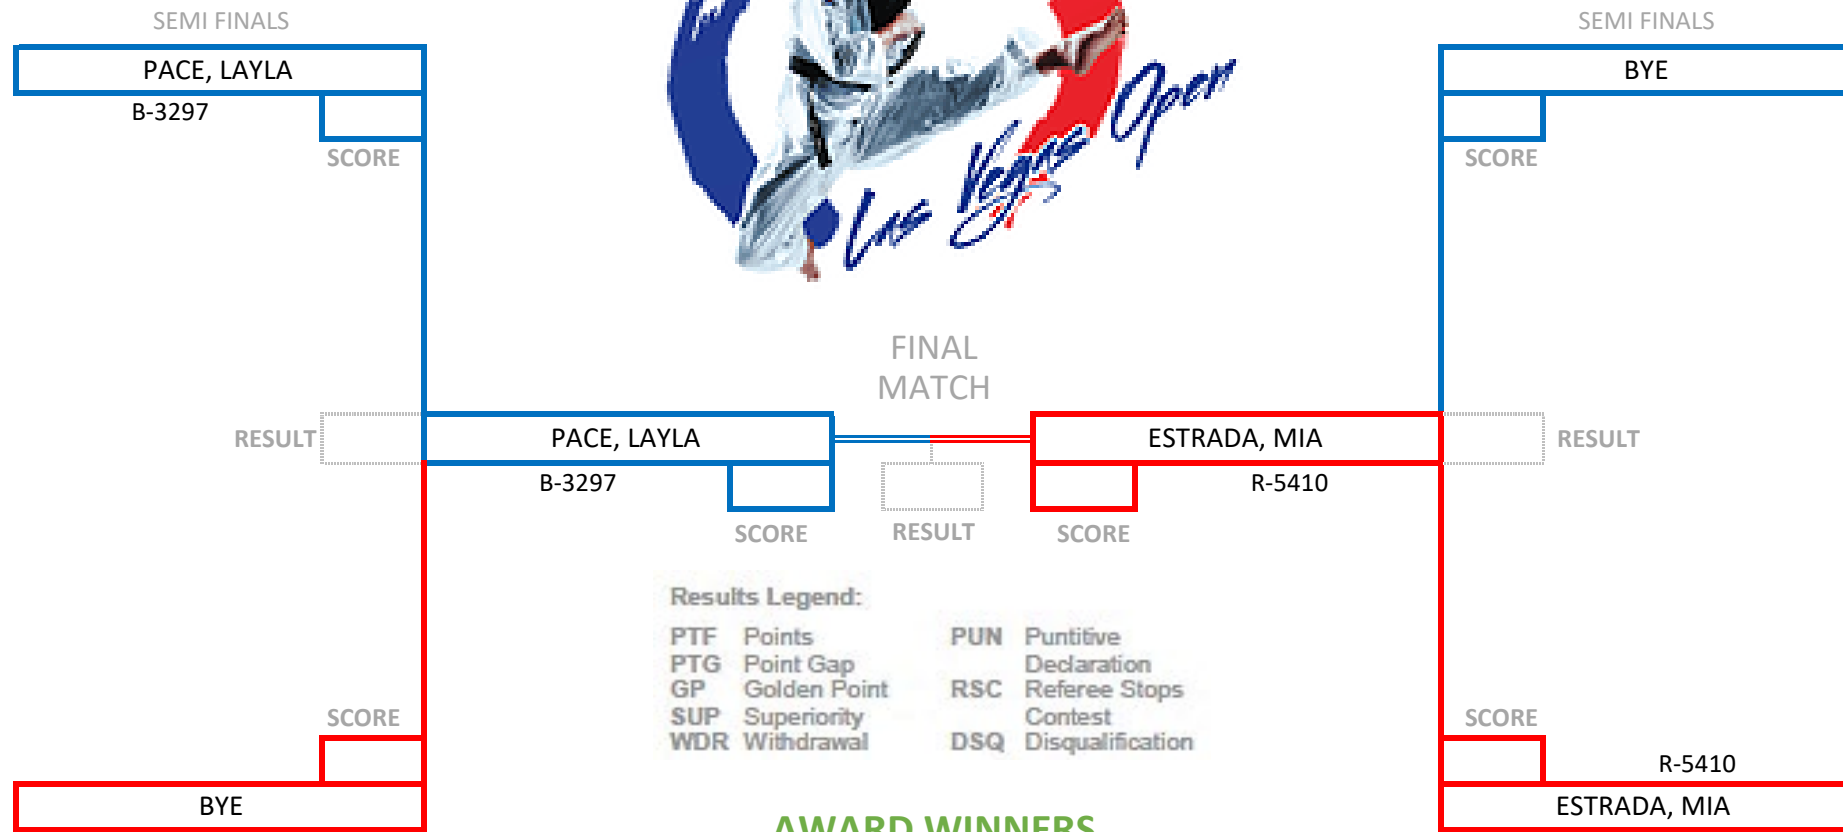 SEMI FINALS
SEMI FINALS
PACE, LAYLA
BYE
B-3297
SCORE
SCORE
Las Vegas Open
FINAL
MATCH
RESULT
PACE, LAYLA
ESTRADA, MIA
RESULT
B-3297
R-5410
SCORE
RESULT
SCORE
Results Legend:
PTF Points
PTG Point Gap
GP Golden Point
SUP Superiority
WDR Withdrawal
PUN Puntitive
Declaration
RSC Referee Stops
Contest
DSQ Disqualification
SCORE
SCORE
R-5410
BYE
ESTRADA, MIA
AWARD WINNERS